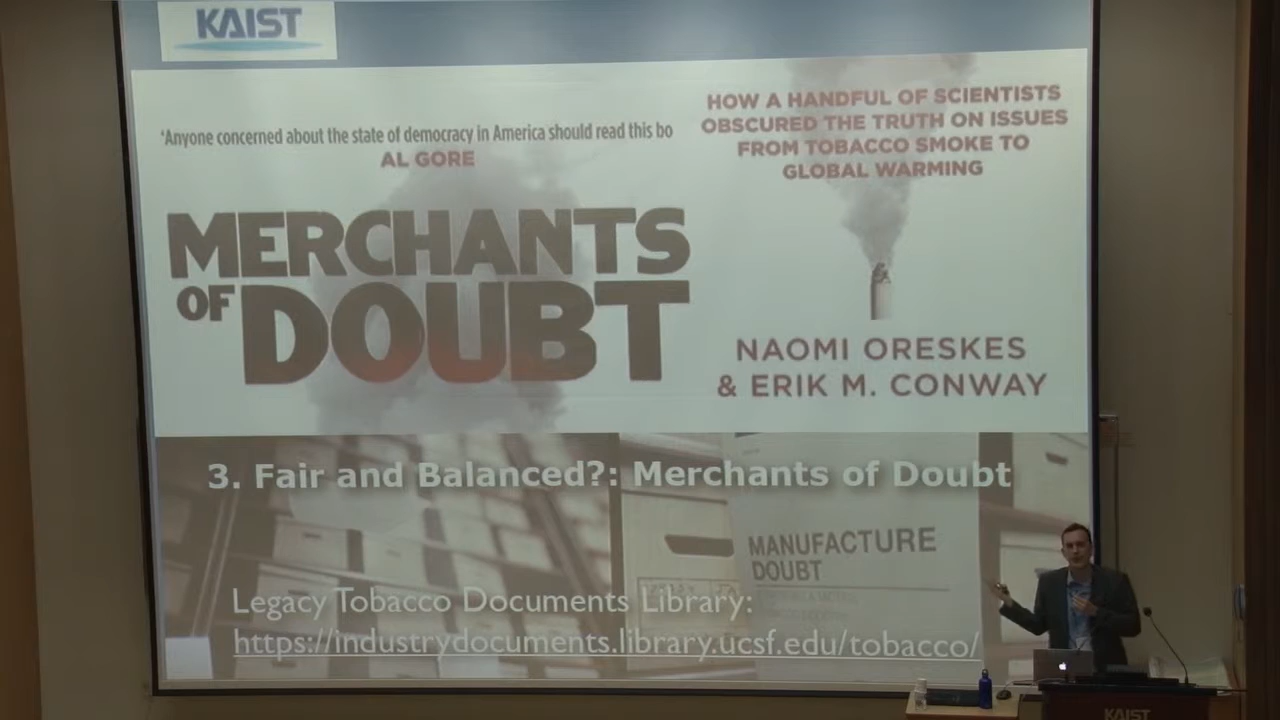 KAIST
'Anyone concerned about the state of democracy in America should read this bo
AL GORE
MERCHANTS
OF DOUBT
HOW A HANDFUL OF SCIENTISTS
OBSCURED THE TRUTH ON ISSUES
FROM TOBACCO SMOKE TO
GLOBAL WARMING
NAOMI ORESKES
& ERIK M. CONWAY
3. Fair and Balanced?: Merchants of Doubt
MANUFACTURE
DOUBT
Legacy Tobacco Documents Library:
https://industrydocuments.library.ucsf.edu/tobacco/
KAIST